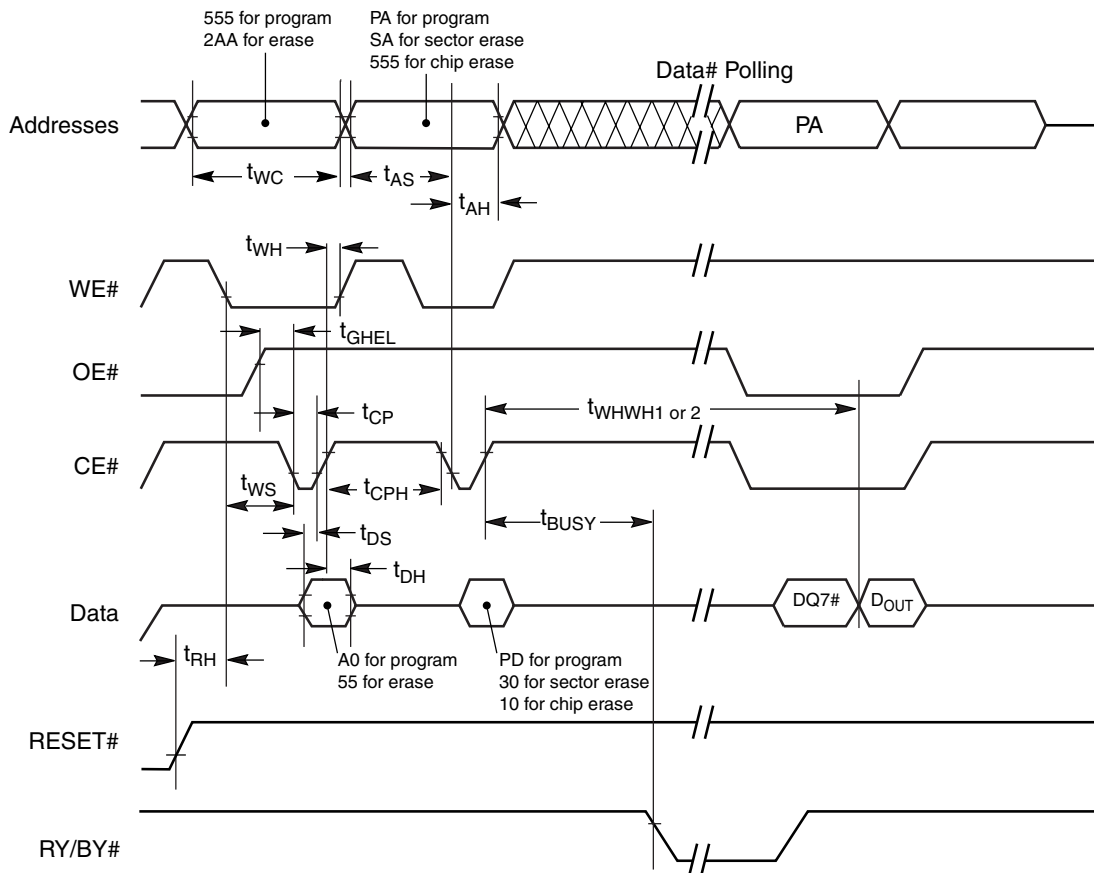 555 for program
2AA for erase
PA for program
SA for sector erase
555 for chip erase
Data# Polling
Addresses
PA
tWC
tAS
tAH
tWH
WE#
tGHEL
OE#
tWHWH1 or 2
tCP
CE#
tWS
tCPH
tBUSY
tDS
tDH
Data
DQ7#
DOUT
tRH
A0 for program
55 for erase
PD for program
30 for sector erase
10 for chip erase
RESET#
RY/BY#